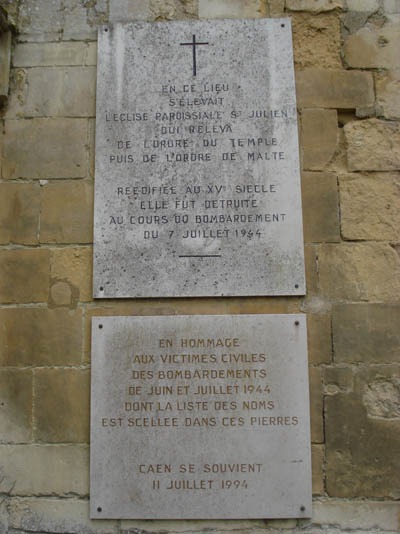 EN CE LIEU
S'ELEVAIT
L'EGLISE PAROISSIALE ST JULIEN
QUI RELEVA
DE L'ORDRE DU TEMPLE
PUIS DE L'ORDRE DE MALTE
REEDIFIEE AU XVE SIECLE
ELLE FUT DETRUITE
AU COURS DU BOMBARDEMENT
DU 7 JUILLET 1944
EN HOMMAGE
AUX VICTIMES CIVILES
DES BOMBARDEMENTS
DE JUIN ET JUILLET 1944
DONT LA LISTE DES NOMS
EST SCELLEE DANS CES PIERRES
CAEN SE SOUVIENT
11 JUILLET 1994